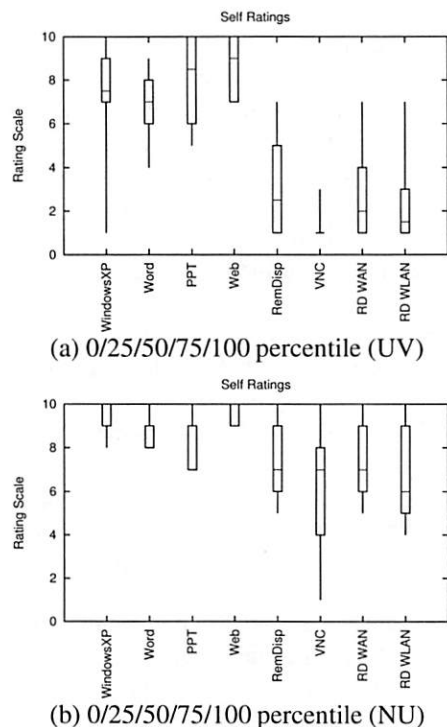 Self Ratings
10
8
6
4
2
0
Rating Scale
WindowsXP
Word
PPT
Web
RemDisp
VNC
RD WAN
RD WLAN
(a) 0/25/50/75/100 percentile (UV)
Self Ratings
10
8
6
4
2
0
Rating Scale
WindowsXP
Word
PPT
Web
RemDisp
VNC
RD WAN
RD WLAN
(b) 0/25/50/75/100 percentile (NU)